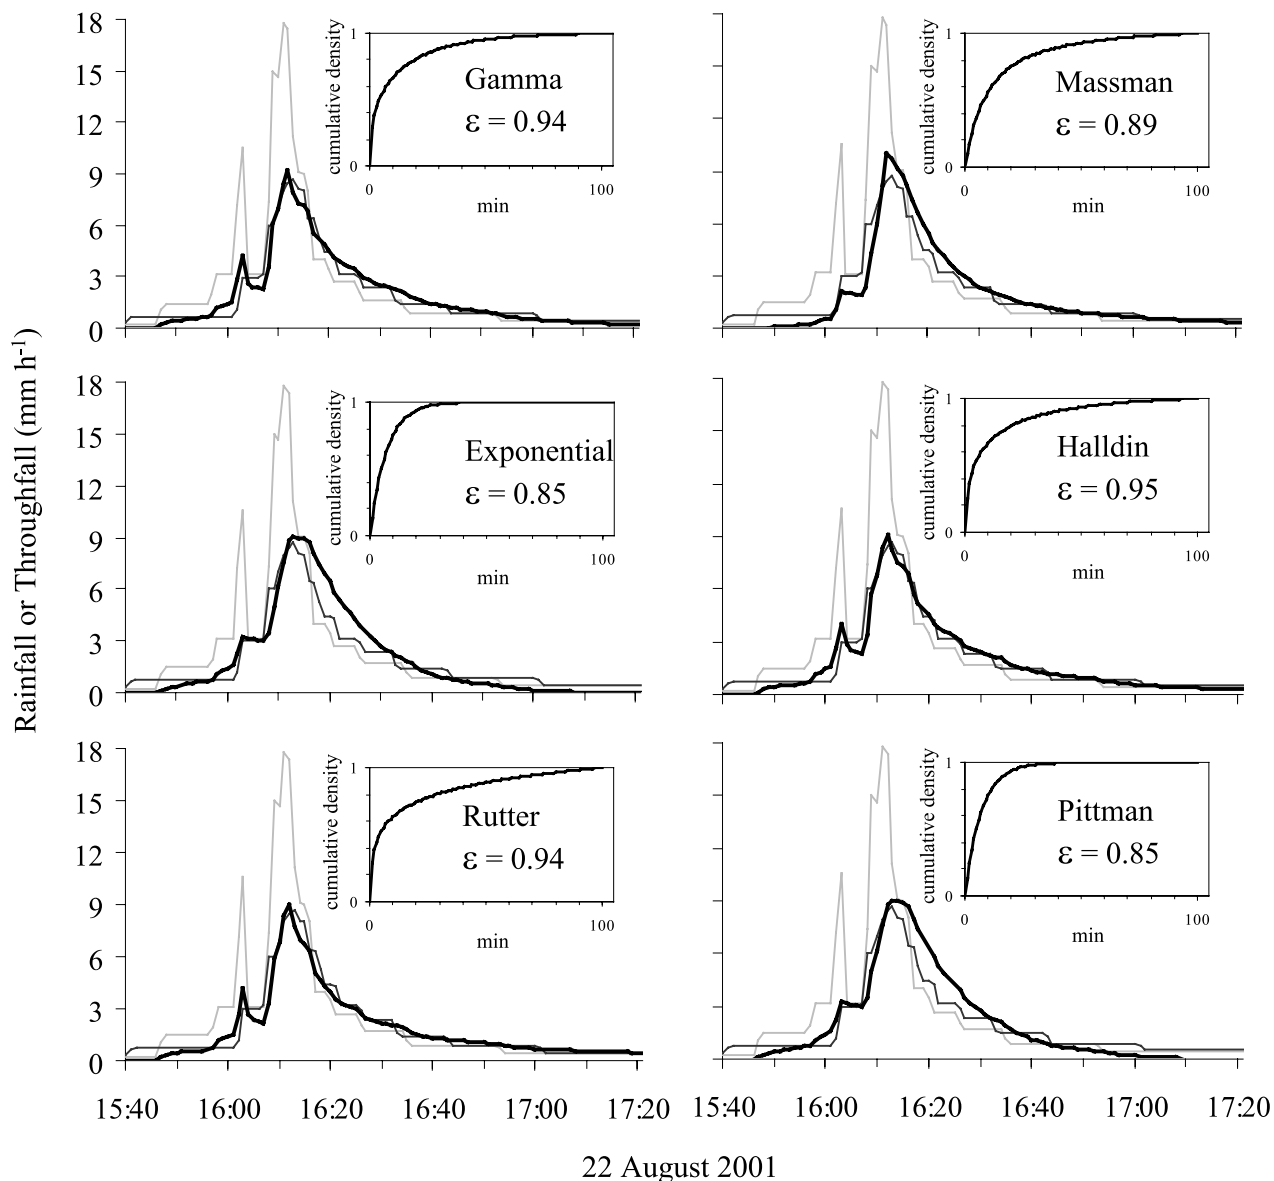 Rainfall or Throughfall (mm h-1)
18
15
12
9
6
3
0
cumulative density
1
0
Gamma
ε = 0.94
0
100
min
cumulative density
1
0
Massman
ε = 0.89
0
100
min
18
15
12
9
6
3
0
cumulative density
1
0
Exponential
ε = 0.85
0
100
min
cumulative density
1
0
Halldin
ε = 0.95
0
100
min
18
15
12
9
6
3
0
cumulative density
1
0
Rutter
ε = 0.94
0
100
min
cumulative density
1
0
Pittman
ε = 0.85
0
100
min
15:40 16:00 16:20 16:40 17:00 17:20
15:40 16:00 16:20 16:40 17:00 17:20
22 August 2001